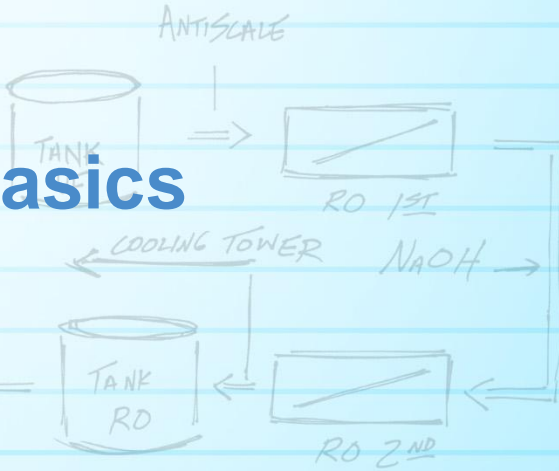 ANTISCALE
TANK
asics
RO 1ST
COOLING TOWER
NAOH
TANK
RO
RO 2ND